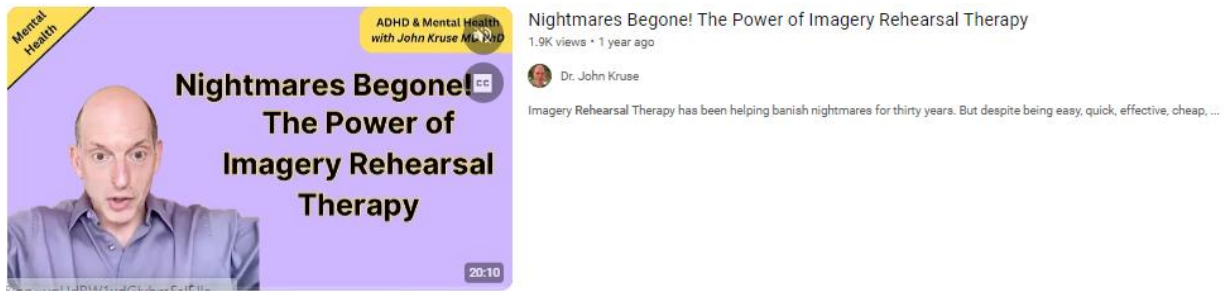 Mental
Health
ADHD & Mental Health
with John Kruse MD PhD
Nightmares Begone!
The Power of
Imagery Rehearsal
Therapy
CC
20:10
Nightmares Begone! The Power of Imagery Rehearsal Therapy
1.9K views • 1 year ago
Dr. John Kruse
Imagery Rehearsal Therapy has been helping banish nightmares for thirty years. But despite being easy, quick, effective, cheap, ...